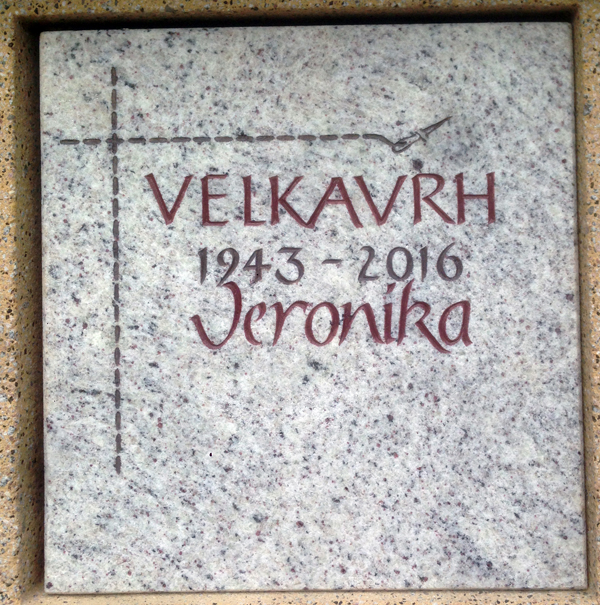 VELKAVRH
1943 - 2016
Jeronika